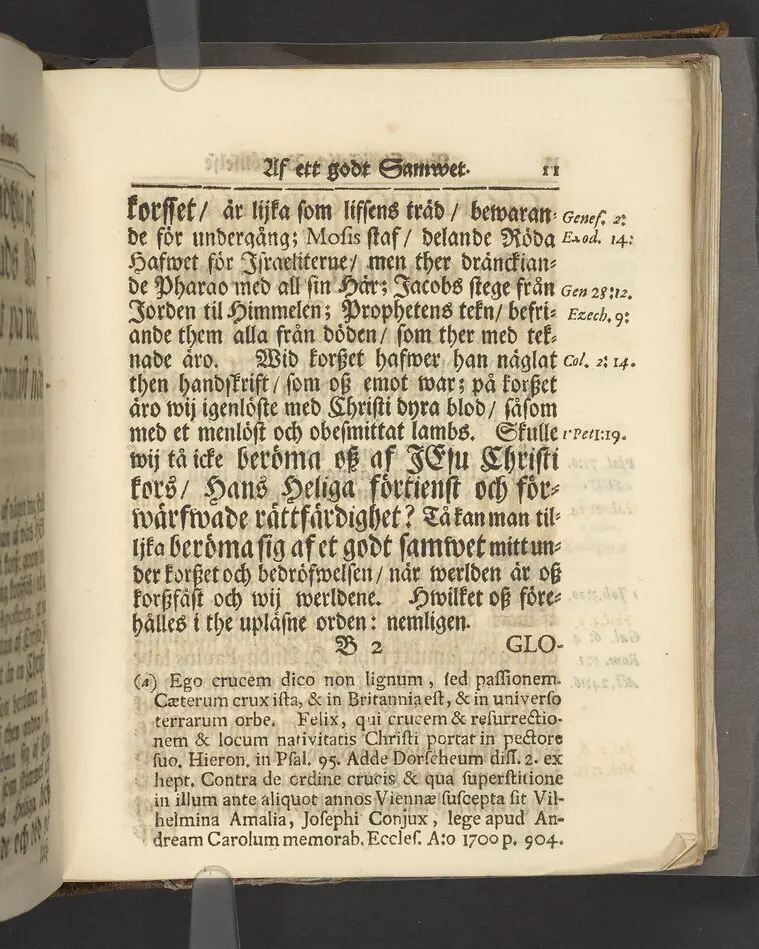 Af ett godt Samwet. 11
korsset/ är lijka som lifsens träd/ bewaran- Genes. 2:
de för undergång; Mosis staf/ delande Röda Exod. 14:
Hafwet för Israeliterne/ men ther dränckian-
de Pharao med all sin Här; Jacobs stege från Gen 28:12.
Jorden til Himmelen; Prophetens tekn/ befri- Ezech. 9:
ande them alla från döden/ som ther med tek-
nade äro. Wid korßet hafwer han näglat Col. 2: 14.
then handskrift/ som oß emot war; på korßet
äro wij igenlöste med Christi dyra blod/ såsom
med et menlöst och obesmittat lambs. Skulle 1 Pet1:19.
wij tå icke beröma oß af JEsu Christi
kors/ Hans Heliga förtienst och för-
wärfwade rättfärdighet? Tå kan man til-
lijka beröma sig af et godt samwet mitt un-
der korßet och bedröfwelsen/ när werlden är oß
korßfäst och wij werldene. Hwilket oß före-
hålles i the upläsne orden: nemligen.
B 2 GLO-
(a) Ego crucem dico non lignum, sed passionem.
Cæterum crux ista, & in Britannia est, & in universo
terrarum orbe. Felix, qui crucem & resurrectio-
nem & locum nativitatis Christi portat in pectore
suo. Hieron. in Psal. 95. Adde Dorscheum diss. 2. ex
hept. Contra de ordine crucis & qua superstitione
in illum ante aliquot annos Viennæ suscepta sit Vil-
helmina Amalia, Josephi Conjux, lege apud An-
dream Carolum memorab. Eccles. A:o 1700 p. 904.